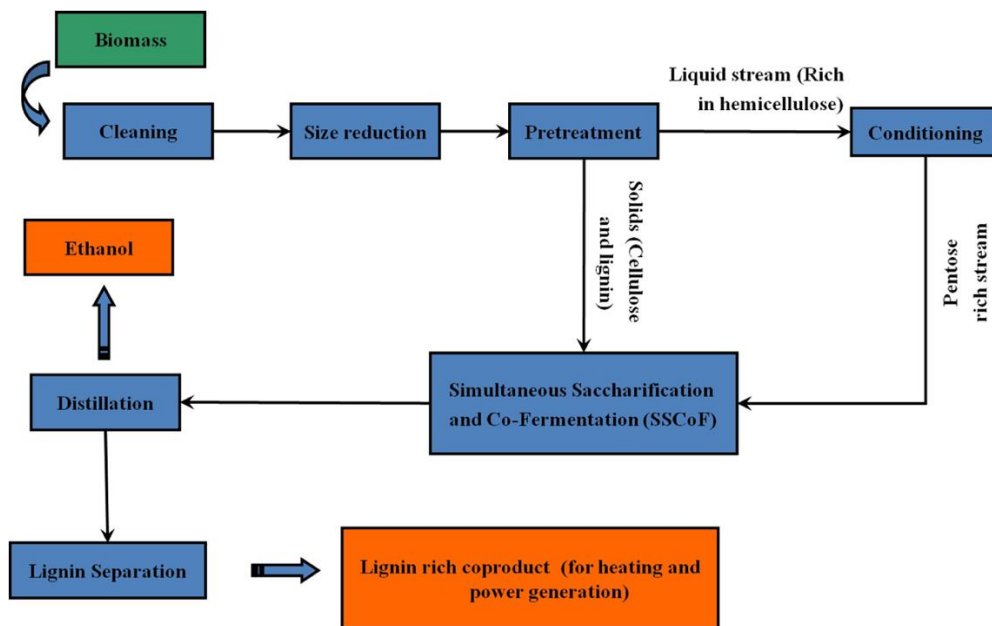 Biomass
Liquid stream (Rich
in hemicellulose)
Cleaning
Size reduction
Pretreatment
Conditioning
Solids (Cellulose
and lignin)
Pentose
rich stream
Ethanol
Simultaneous Saccharification
and Co-Fermentation (SSCoF)
Distillation
Lignin Separation
Lignin rich coproduct (for heating and
power generation)